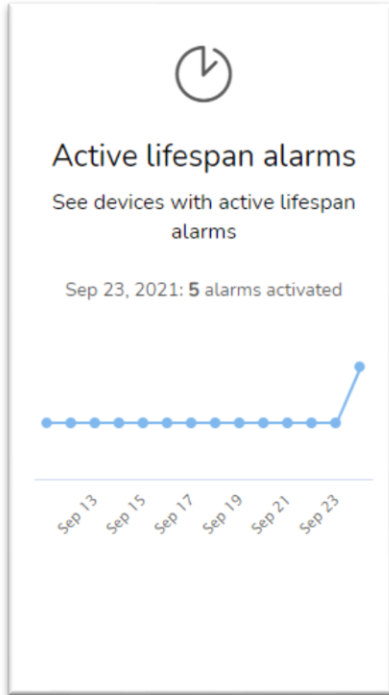 Active lifespan alarms
See devices with active lifespan
alarms
Sep 23, 2021: 5 alarms activated
Sep 13
Sep 15
Sep 17
Sep 19
Sep 21
Sep 23